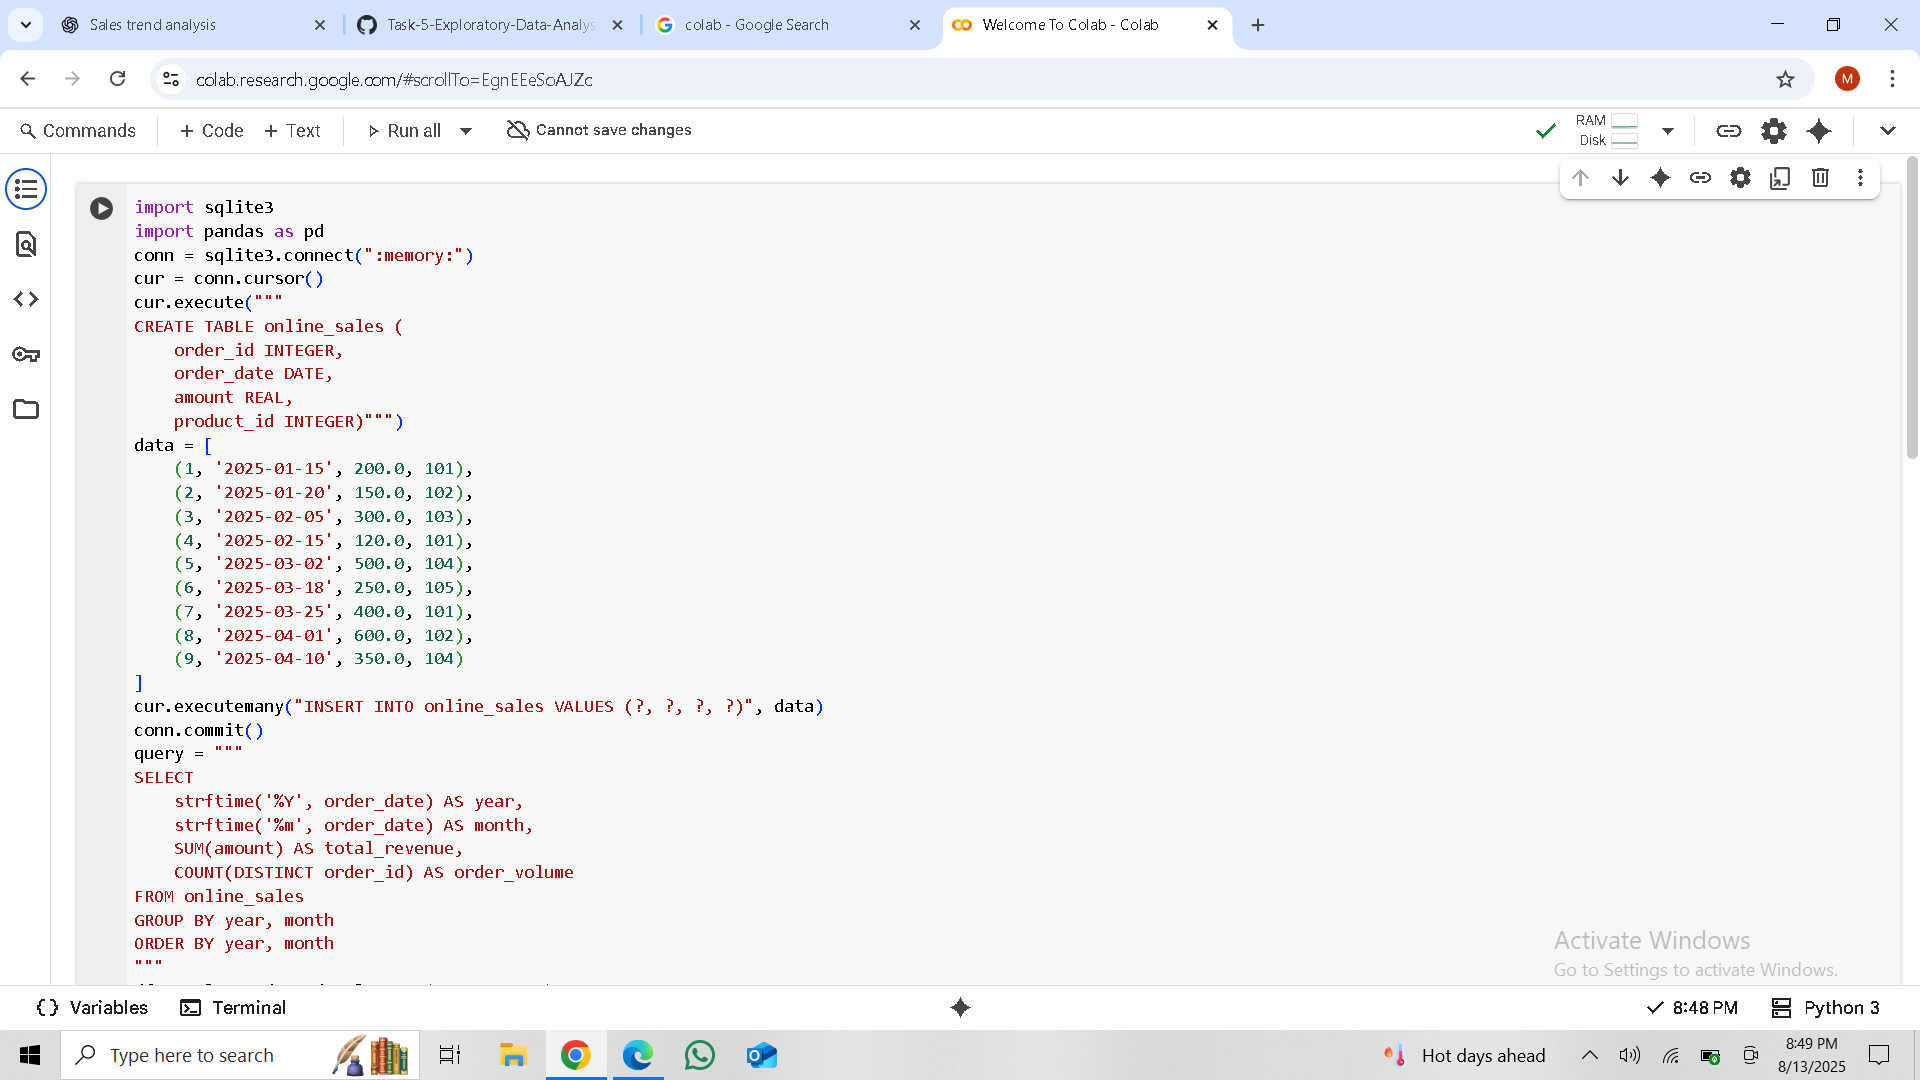 Sales trend analysis
Task-5-Exploratory-Data-Analys
colab - Google Search
Welcome To Colab - Colab
colab.research.google.com/#scrollTo=EgnEEeSoAJZc
M
Commands
+ Code
+ Text
Run all
Cannot save changes
RAM
Disk
import sqlite3
import pandas as pd
conn = sqlite3.connect(":memory:")
cur = conn.cursor()
cur.execute("""
CREATE TABLE online_sales (
    order_id INTEGER,
    order_date DATE,
    amount REAL,
    product_id INTEGER)""")
data = [
    (1, '2025-01-15', 200.0, 101),
    (2, '2025-01-20', 150.0, 102),
    (3, '2025-02-05', 300.0, 103),
    (4, '2025-02-15', 120.0, 101),
    (5, '2025-03-02', 500.0, 104),
    (6, '2025-03-18', 250.0, 105),
    (7, '2025-03-25', 400.0, 101),
    (8, '2025-04-01', 600.0, 102),
    (9, '2025-04-10', 350.0, 104)
]
cur.executemany("INSERT INTO online_sales VALUES (?, ?, ?, ?)", data)
conn.commit()
query = """
SELECT
    strftime('%Y', order_date) AS year,
    strftime('%m', order_date) AS month,
    SUM(amount) AS total_revenue,
    COUNT(DISTINCT order_id) AS order_volume
FROM online_sales
GROUP BY year, month
ORDER BY year, month
"""
Activate Windows
Go to Settings to activate Windows.
Variables
Terminal
8:48 PM
Python 3
Type here to search
Hot days ahead
8:49 PM
8/13/2025